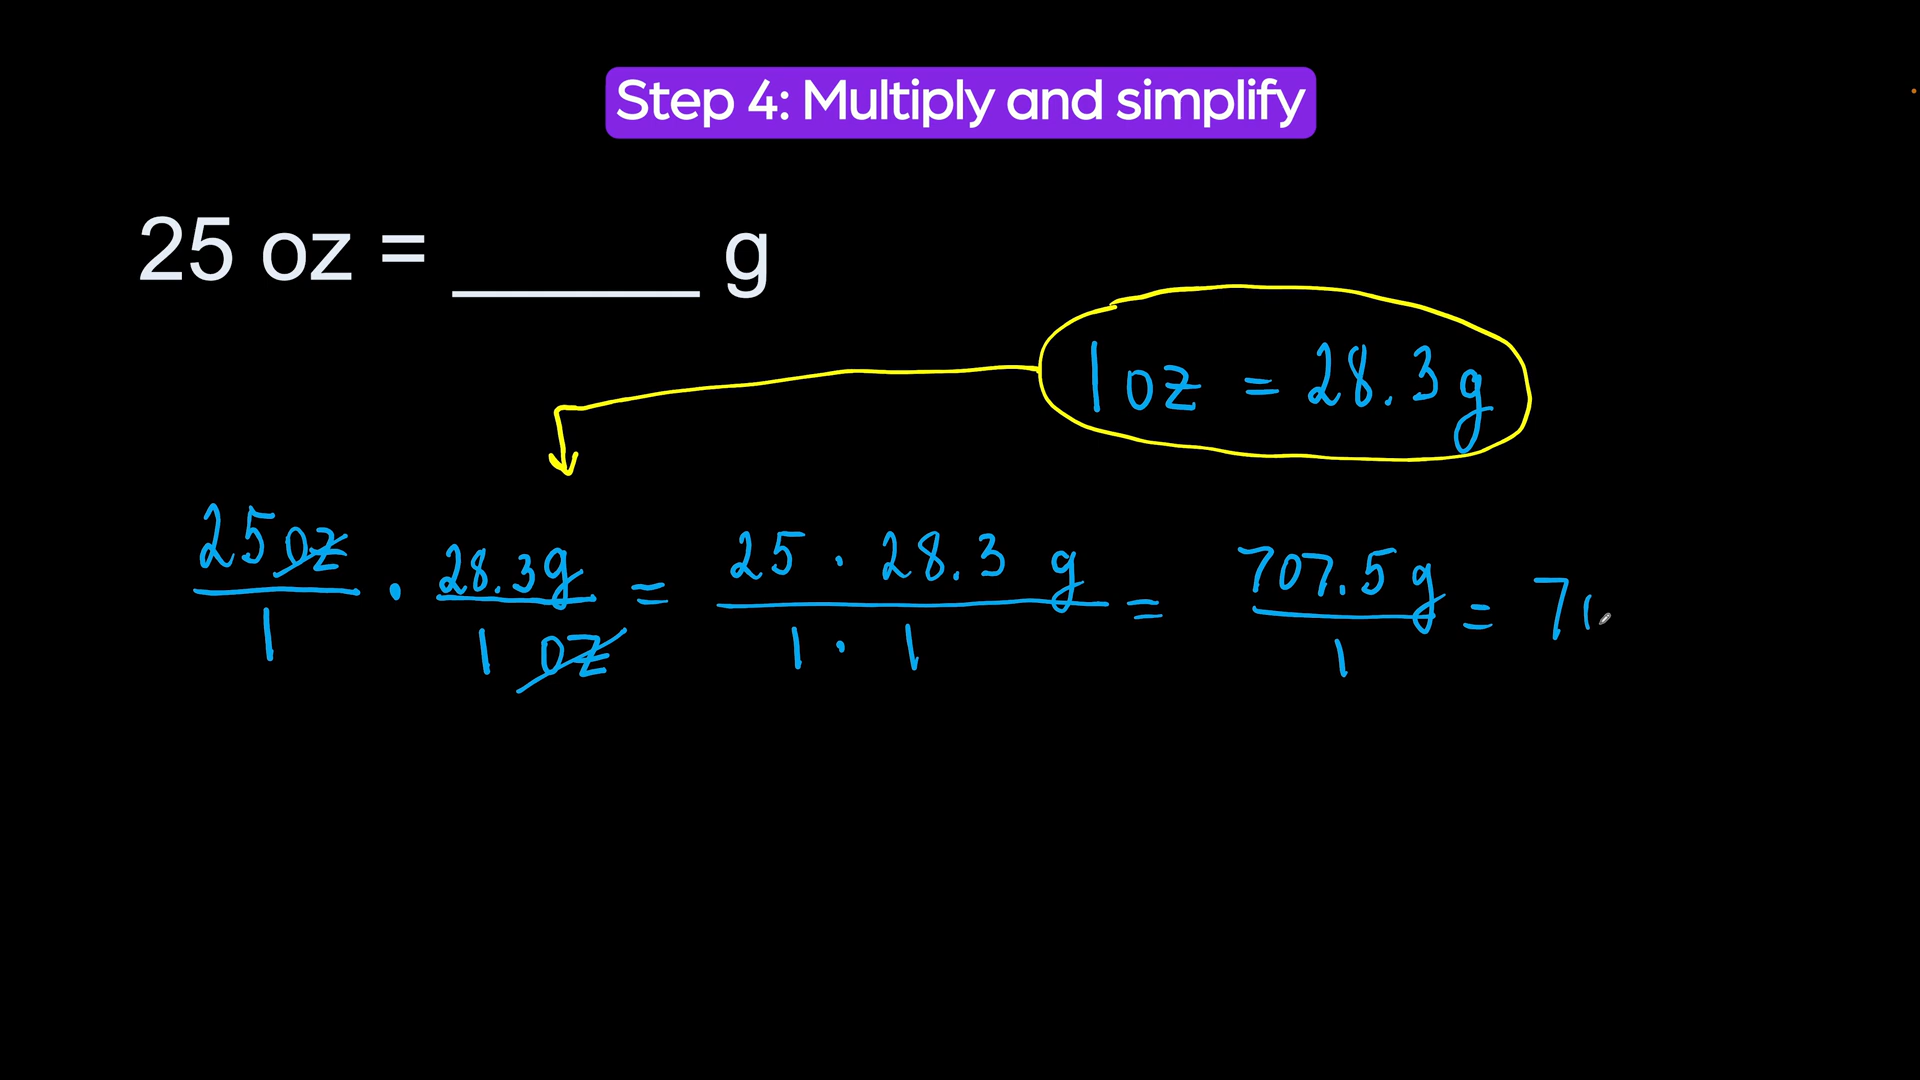 Step 4: Multiply and simplify
25 oz = ______ g
1 oz = 28.3 g
25 oz / 1 · 28.3 g / 1 oz = 25 · 28.3 g / 1 · 1 = 707.5 g / 1 = 7